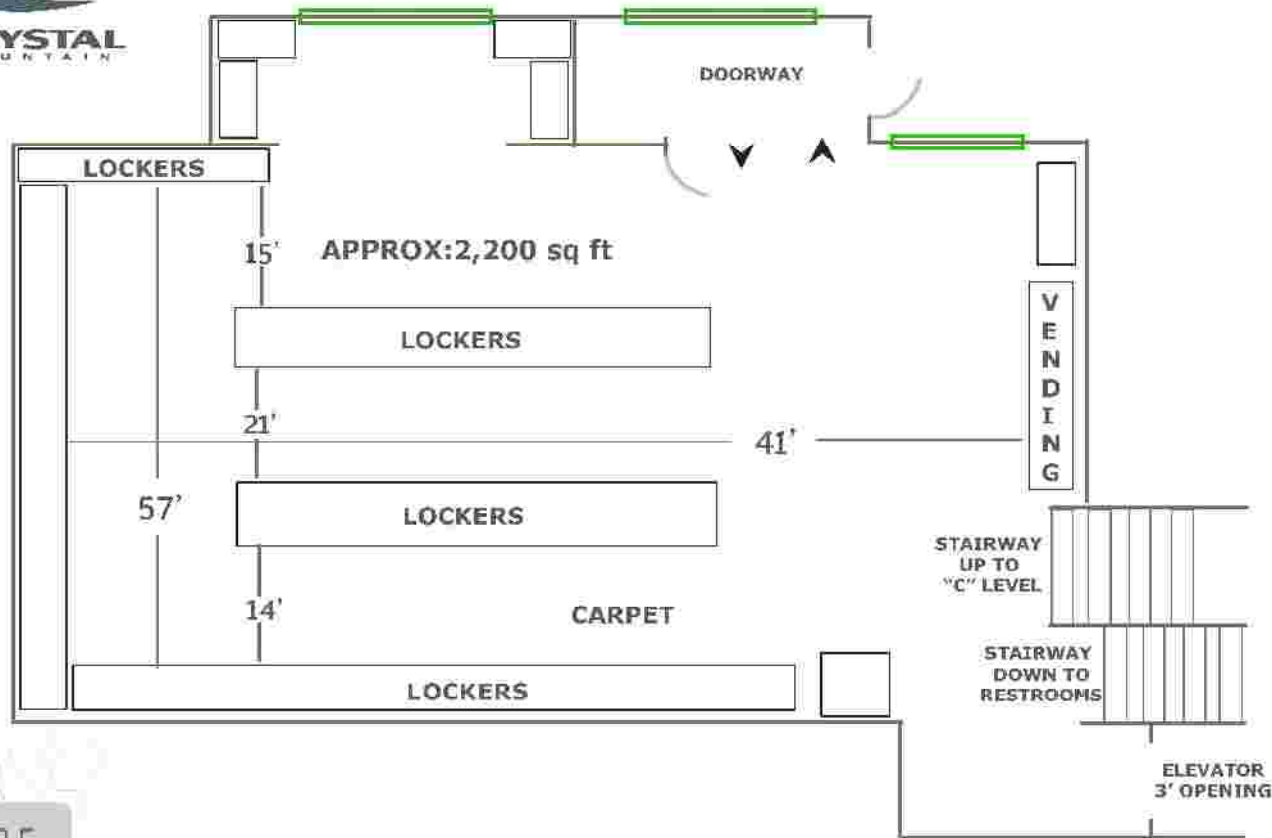 YSTAL
UNTAIN
DOORWAY
LOCKERS
15'
APPROX:2,200 sq ft
LOCKERS
V
E
N
D
I
N
G
21'
41'
57'
LOCKERS
STAIRWAY
UP TO
"C" LEVEL
14'
CARPET
STAIRWAY
DOWN TO
RESTROOMS
LOCKERS
ELEVATOR
3' OPENING